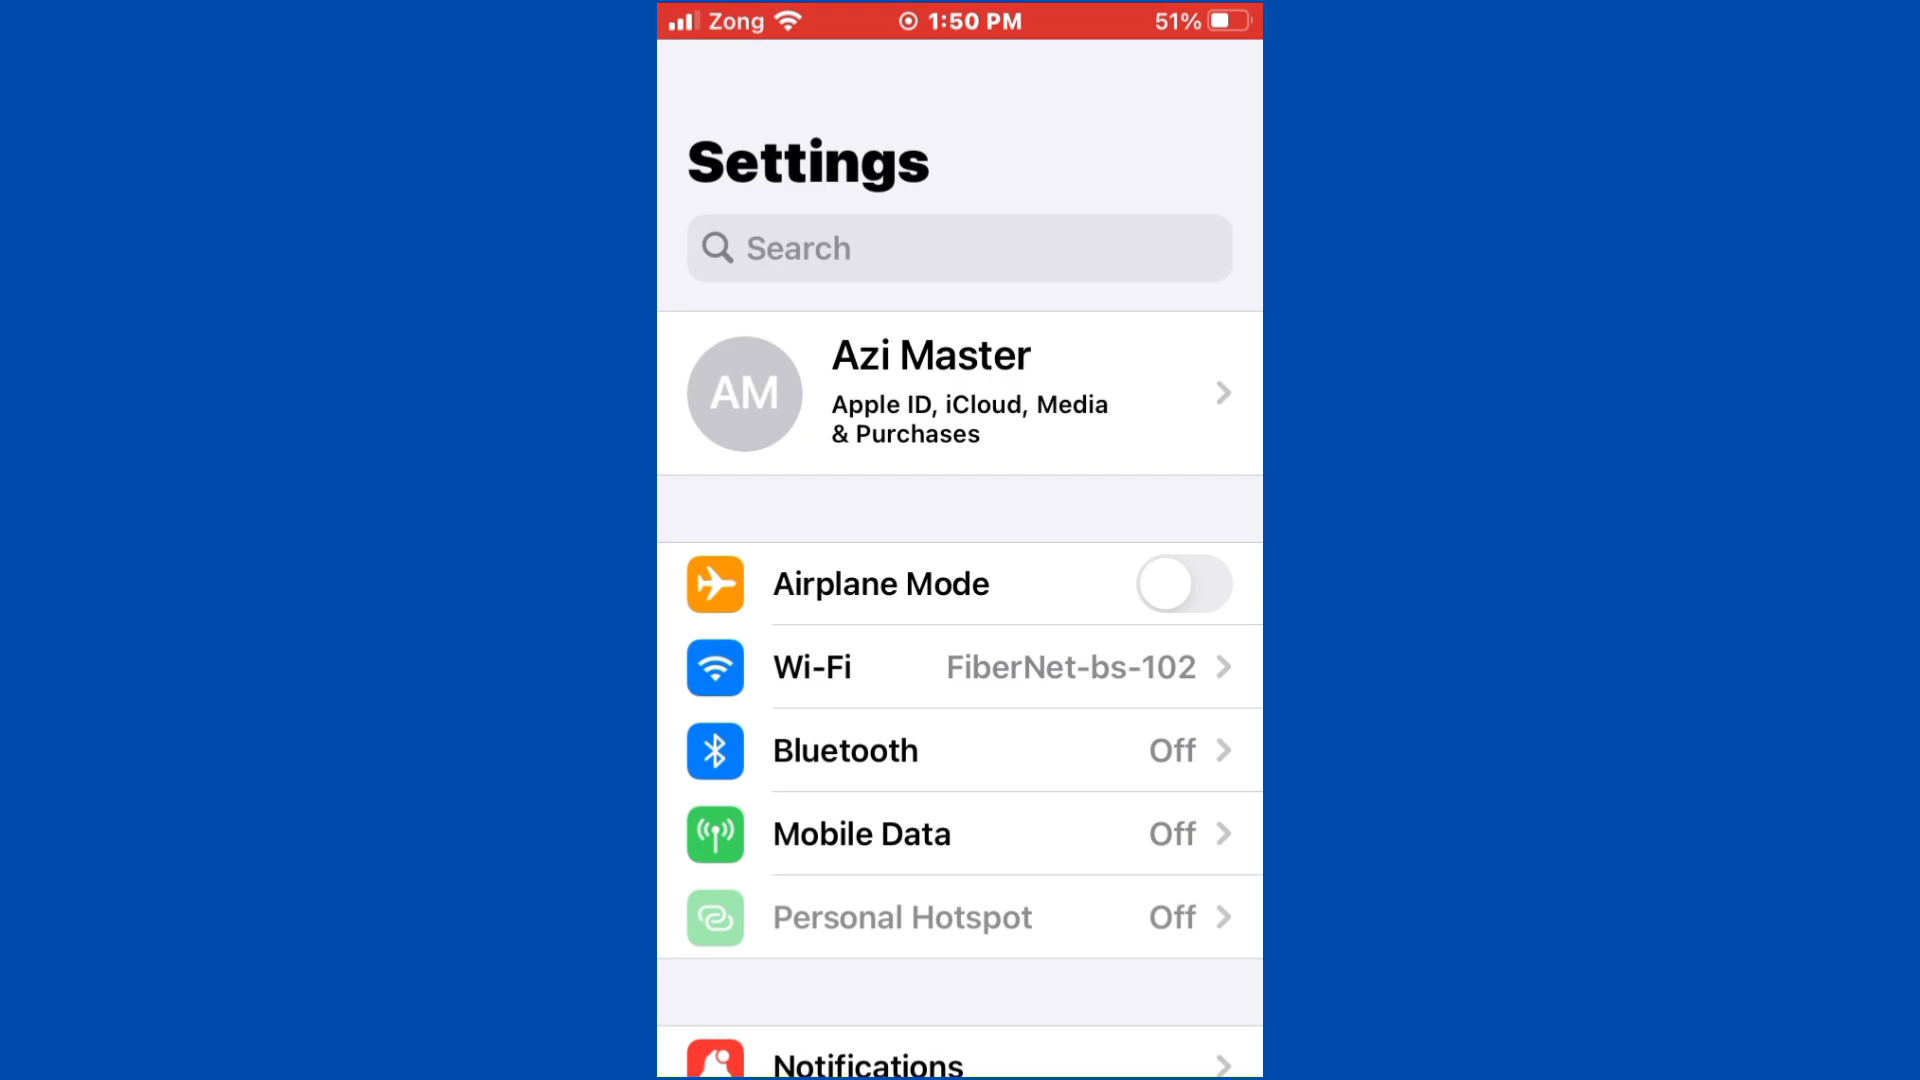 Zong 1:50 PM 51%
Settings
Search
AM
Azi Master
Apple ID, iCloud, Media
& Purchases
Airplane Mode
Wi-Fi FiberNet-bs-102
Bluetooth Off
Mobile Data Off
Personal Hotspot Off
Notifications